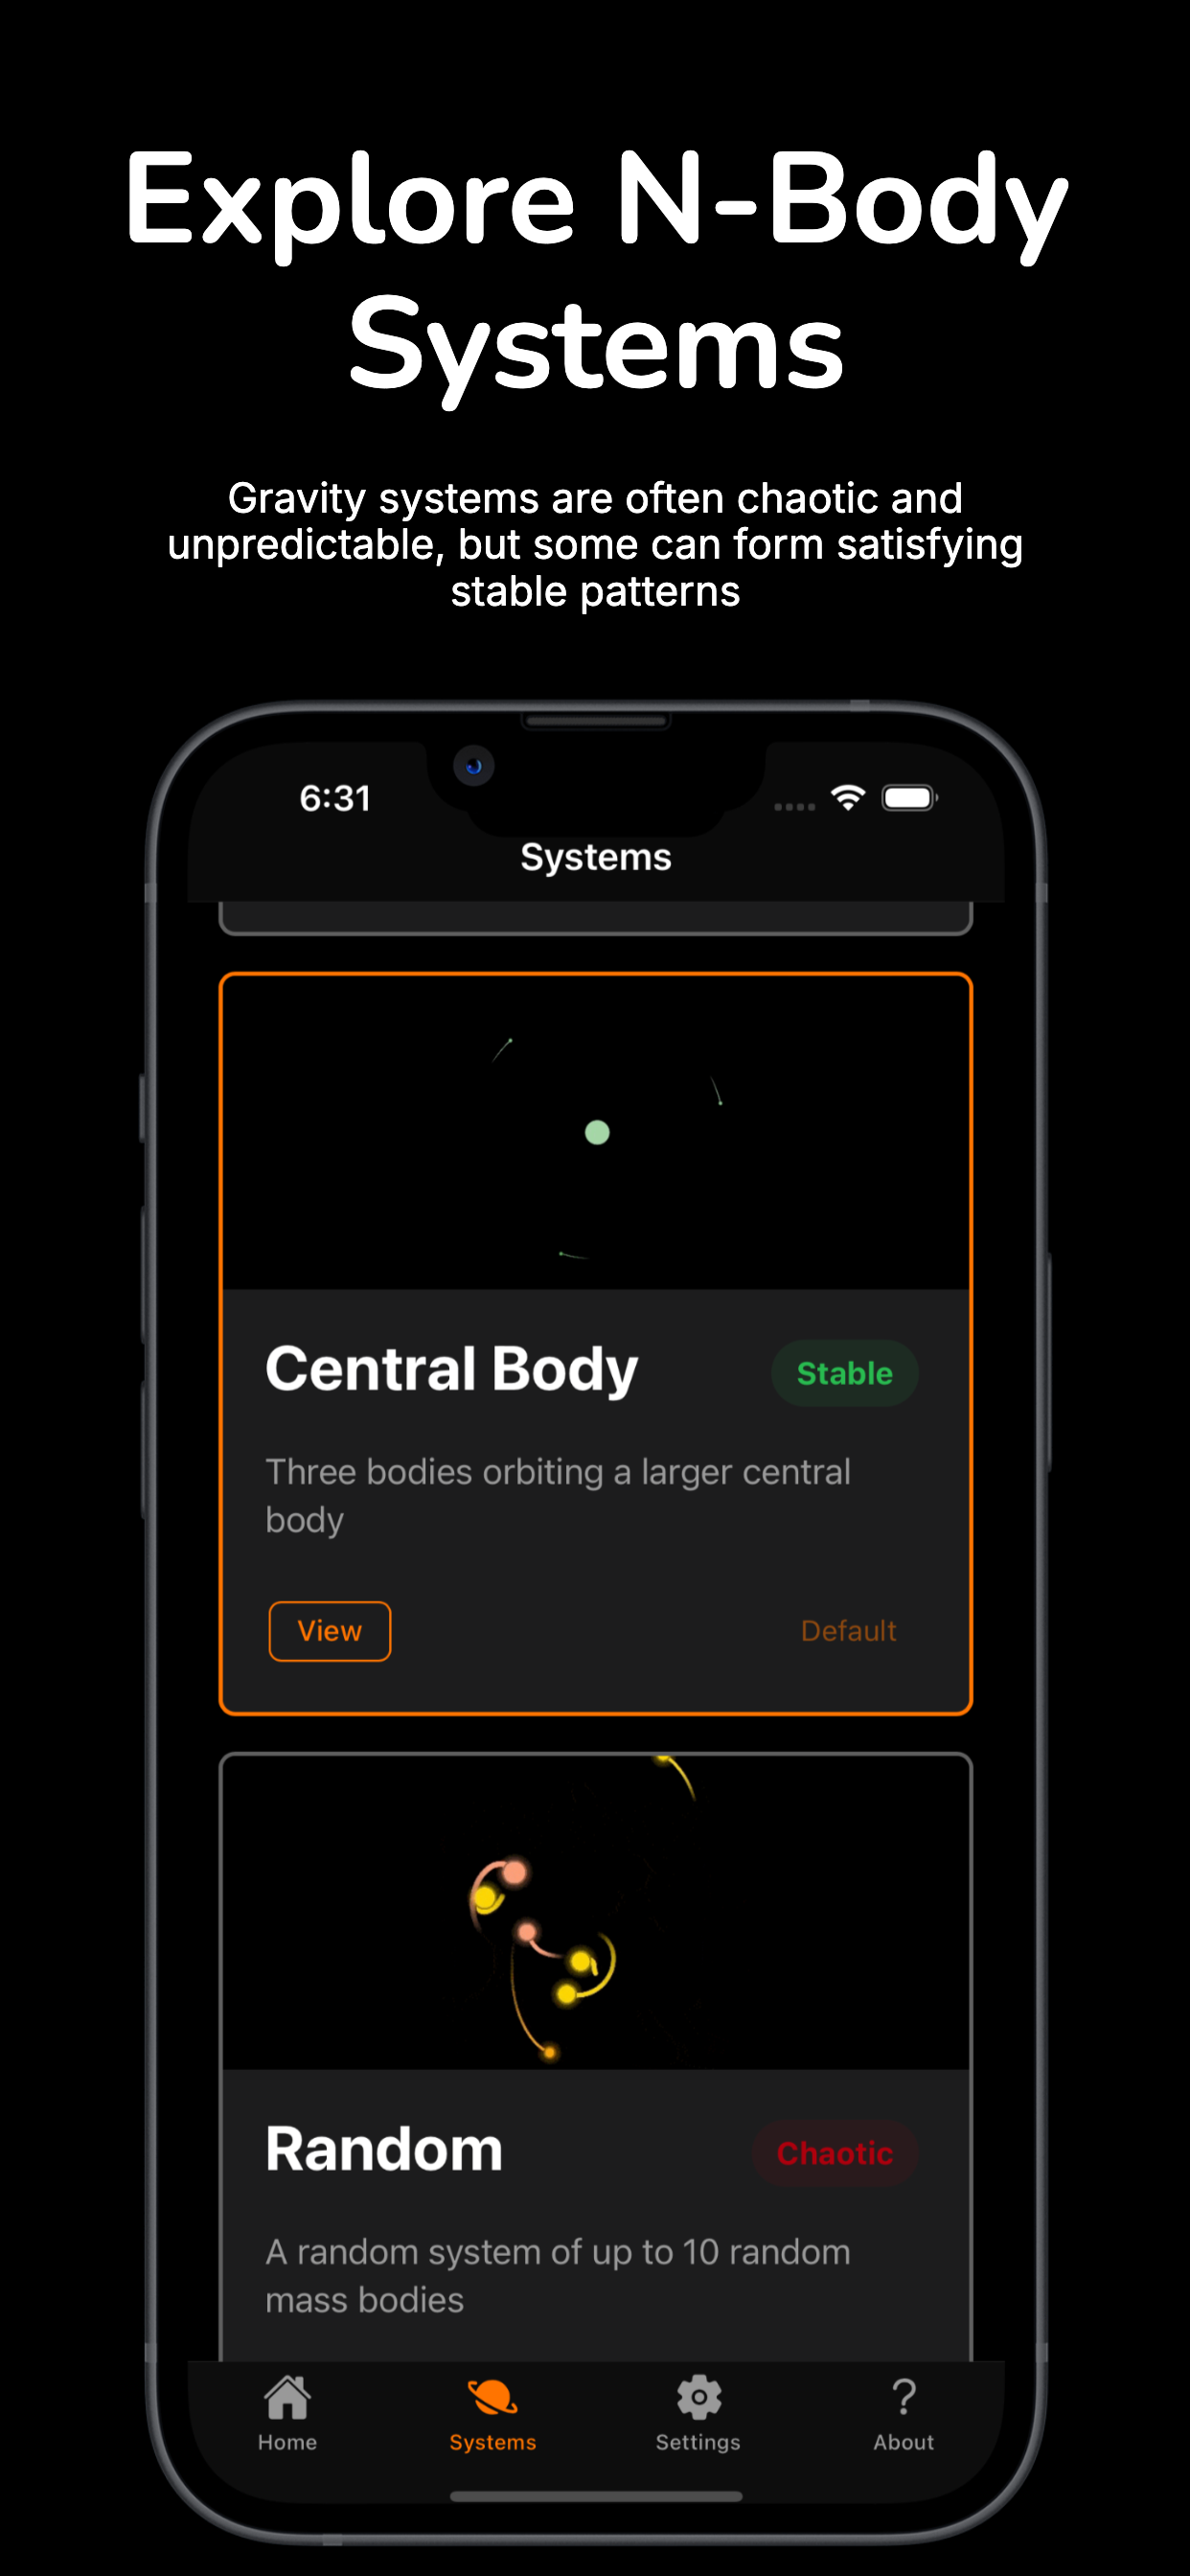 Explore N-Body
Systems
Gravity systems are often chaotic and
unpredictable, but some can form satisfying
stable patterns
6:31
Systems
Central Body
Stable
Three bodies orbiting a larger central
body
View
Default
Random
Chaotic
A random system of up to 10 random
mass bodies
Home
Systems
Settings
? About